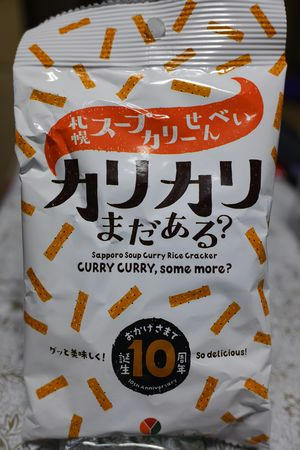 札幌スープカリーせんべい
カリカリ
まだある?
Sapporo Soup Curry Rice Cracker
CURRY CURRY, some more?
おかげさまで
誕生10周年
10th Anniversary
グッと美味しく!
So delicious!